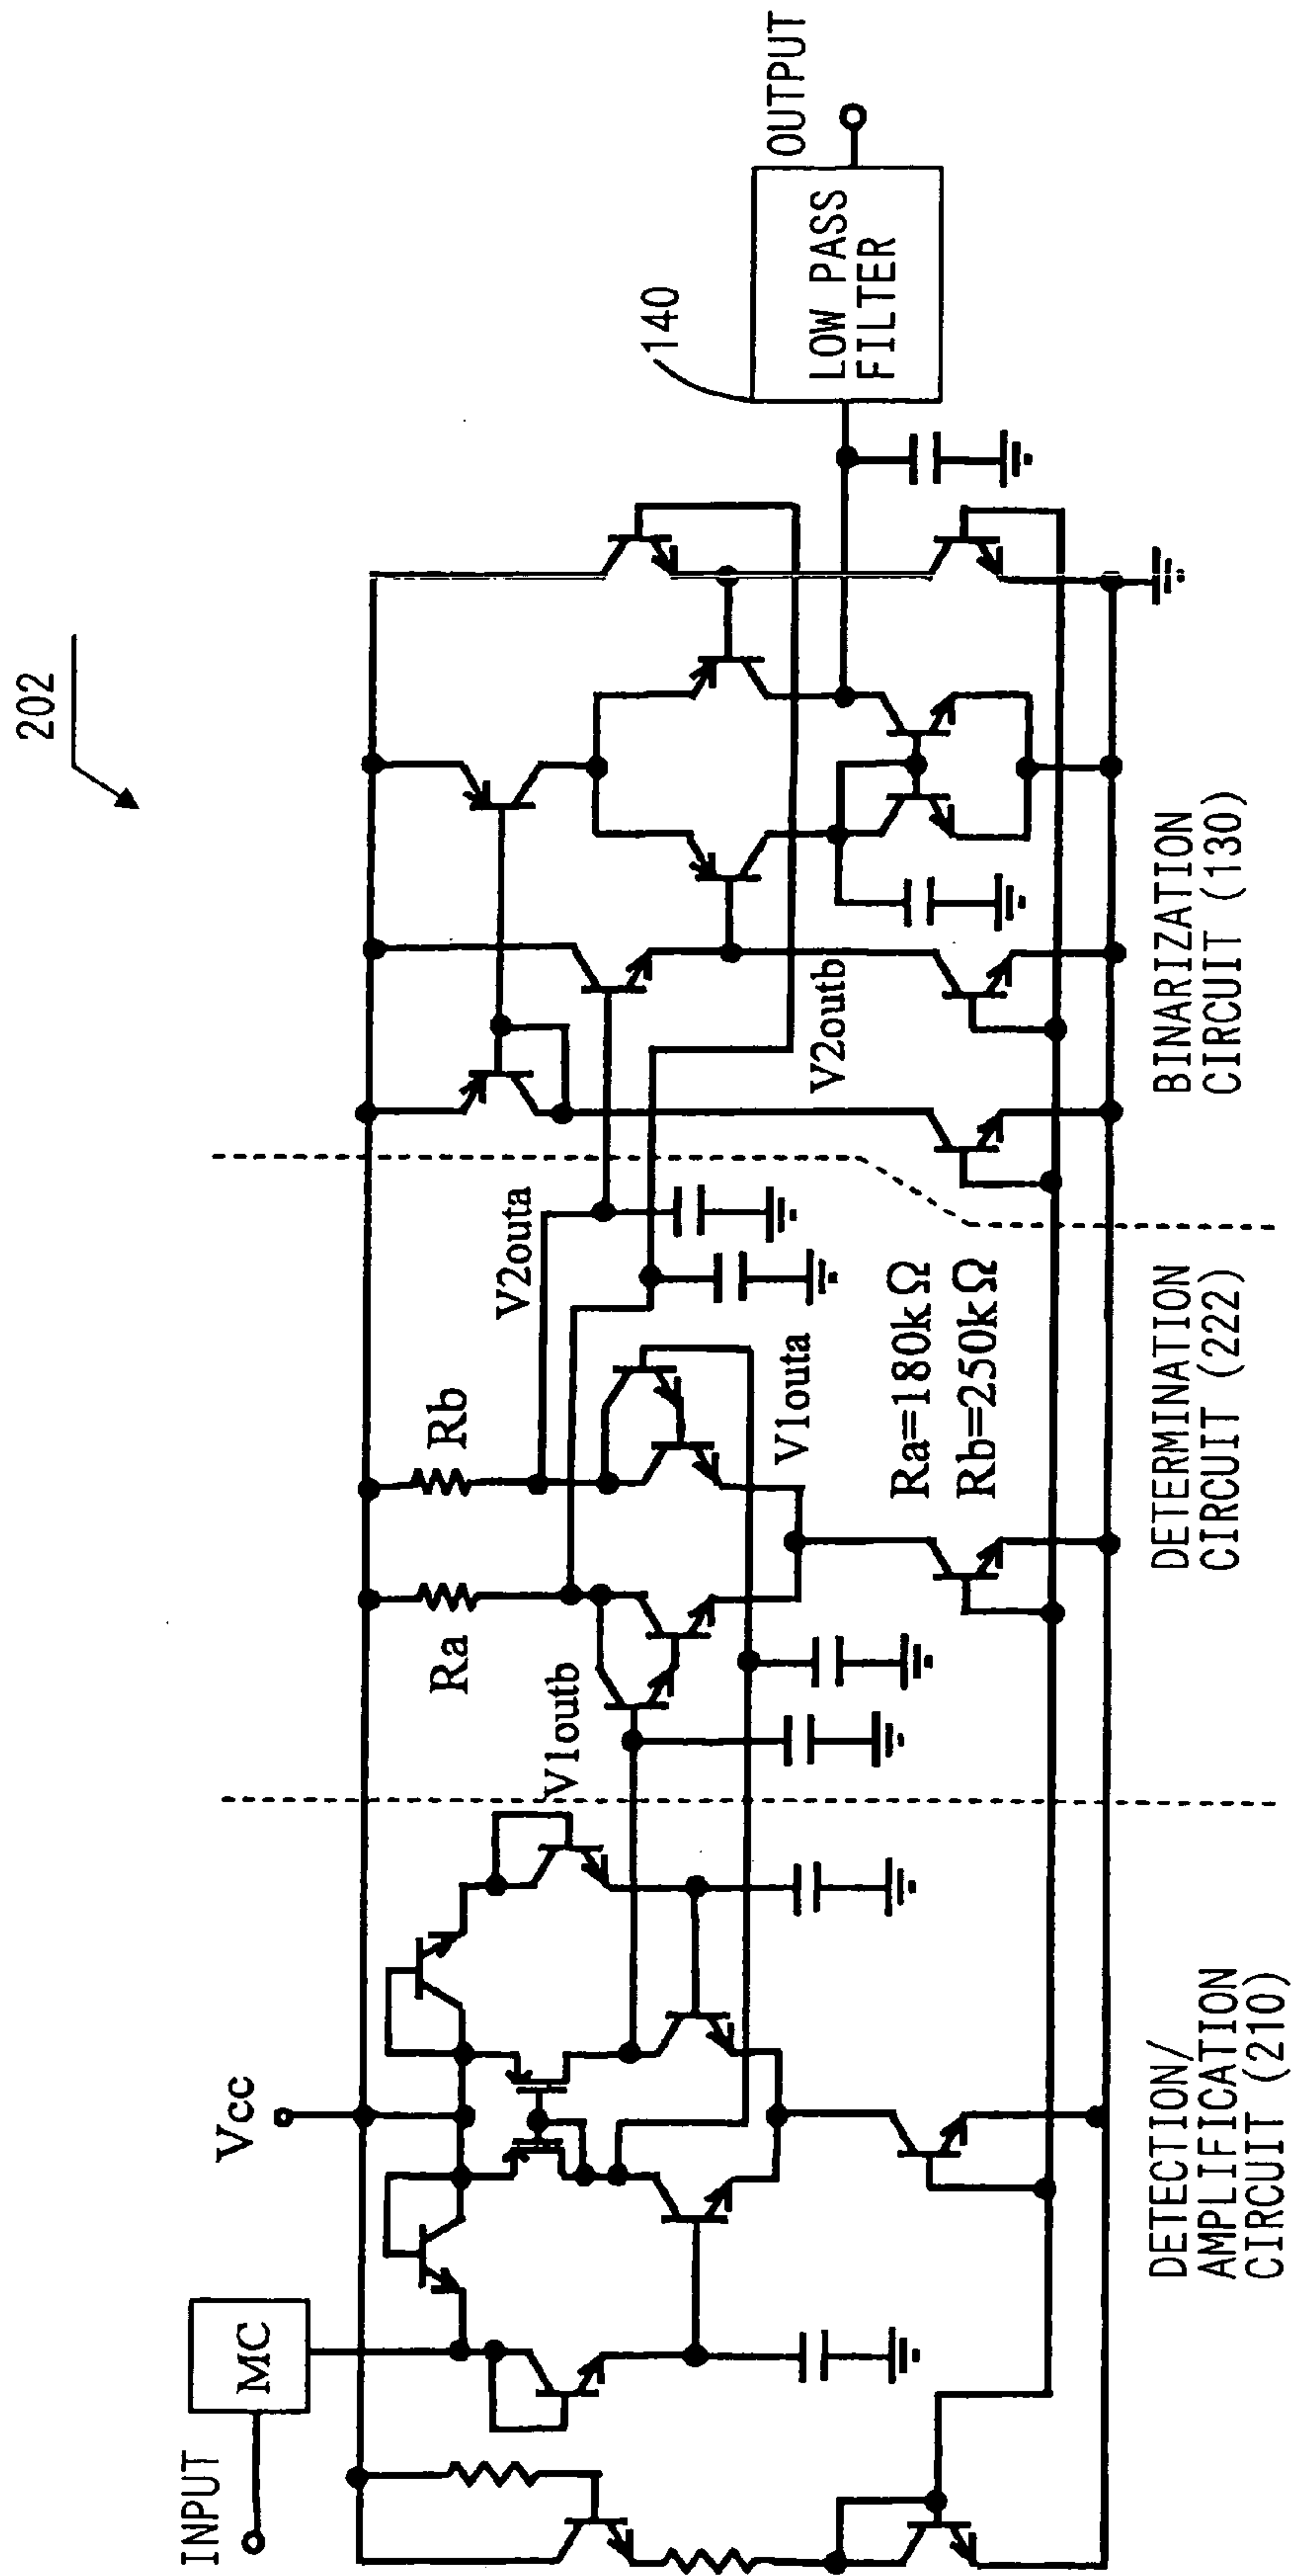 202
INPUT
MC
Vcc
V1outb
Ra
Rb
V2outa
V1outa
Ra=180kΩ
Rb=250kΩ
V2outb
140
LOW PASS
FILTER
OUTPUT
DETECTION/
AMPLIFICATION
CIRCUIT (210)
DETERMINATION
CIRCUIT (222)
BINARIZATION
CIRCUIT (130)